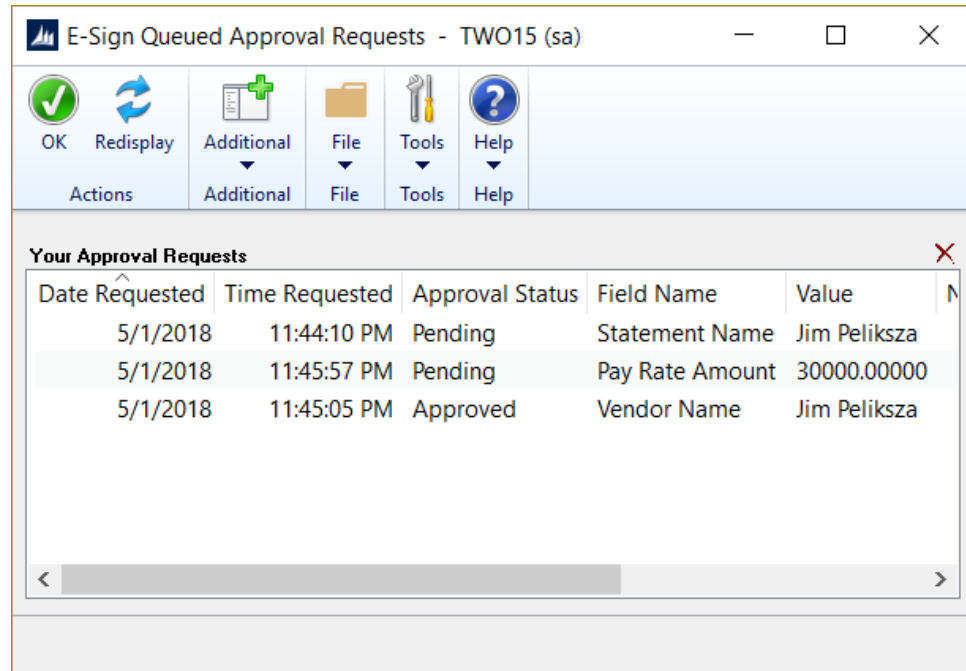 E-Sign Queued Approval Requests - TWO15 (sa)
OK Redisplay Additional File Tools Help
Actions Additional File Tools Help
Your Approval Requests
Date Requested Time Requested Approval Status Field Name Value
5/1/2018 11:44:10 PM Pending Statement Name Jim Peliksza
5/1/2018 11:45:57 PM Pending Pay Rate Amount 30000.00000
5/1/2018 11:45:05 PM Approved Vendor Name Jim Peliksza